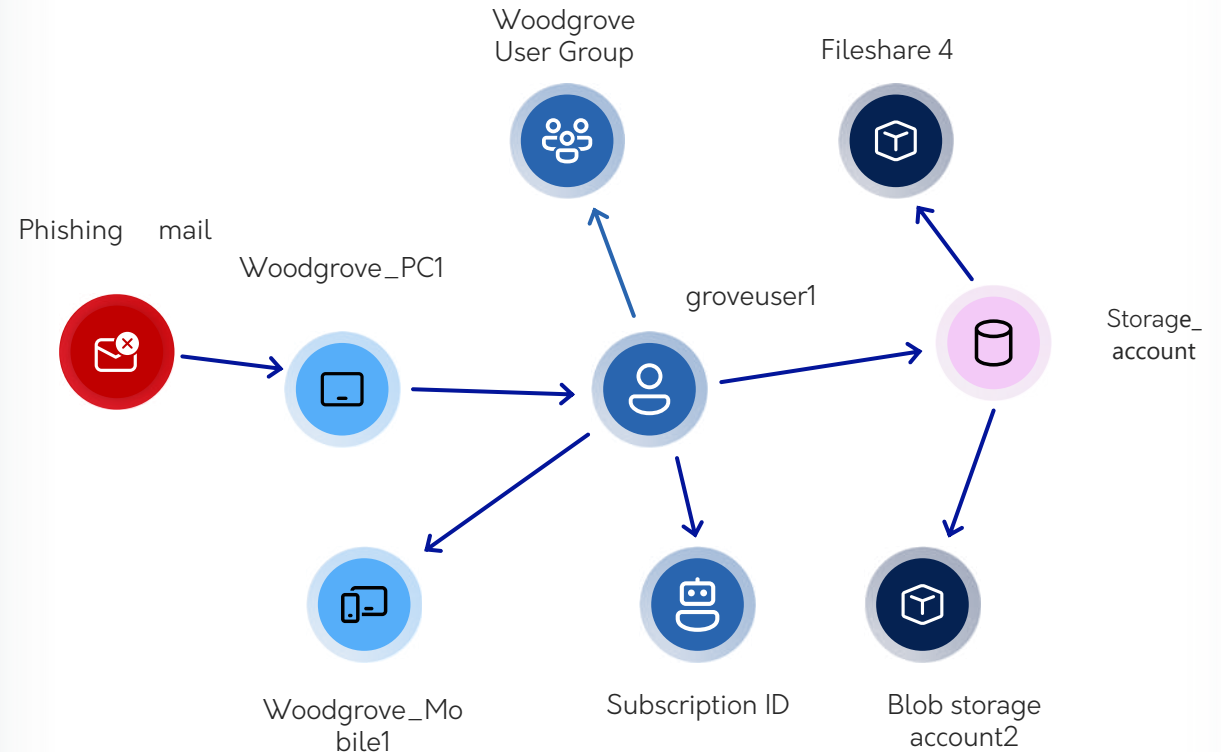 Woodgrove
User Group
Fileshare 4
Phishing mail
Woodgrove_PC1
groveuser1
Storage_
account
Woodgrove_Mo
bile1
Subscription ID
Blob storage
account2